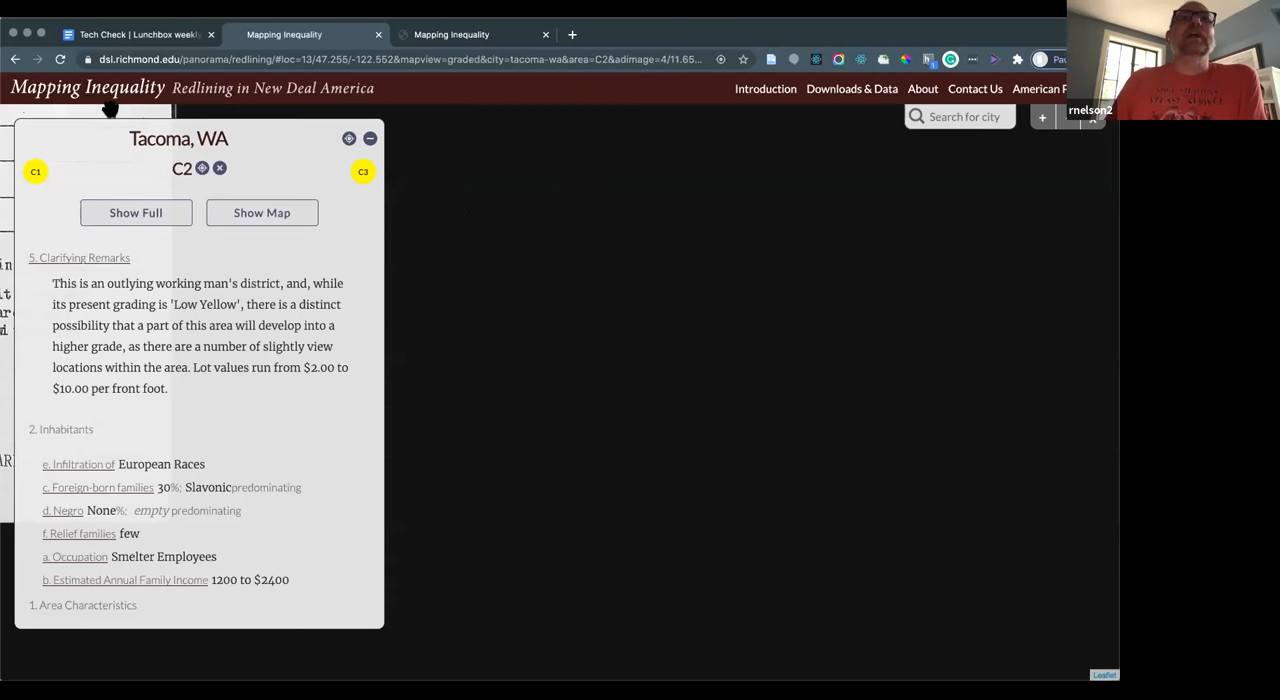 Tech Check | Lunchbox weekly
Mapping Inequality
Mapping Inequality
dsl.richmond.edu/panorama/redlining/#loc=13/47.255/-122.552&mapview=graded&city=tacoma-wa&area=C2&adimage=4/11.65...
Mapping Inequality Redlining in New Deal America
Introduction Downloads & Data About Contact Us American
rnelson2
Search for city
+
Tacoma, WA
C1 C2 C3
Show Full Show Map
5. Clarifying Remarks
This is an outlying working man's district, and, while
its present grading is 'Low Yellow', there is a distinct
possibility that a part of this area will develop into a
higher grade, as there are a number of slightly view
locations within the area. Lot values run from $2.00 to
$10.00 per front foot.
2. Inhabitants
e. Infiltration of European Races
c. Foreign-born families 30%; Slavonic predominating
d. Negro None%; empty predominating
f. Relief families few
a. Occupation Smelter Employees
b. Estimated Annual Family Income 1200 to $2400
1. Area Characteristics
Leaflet